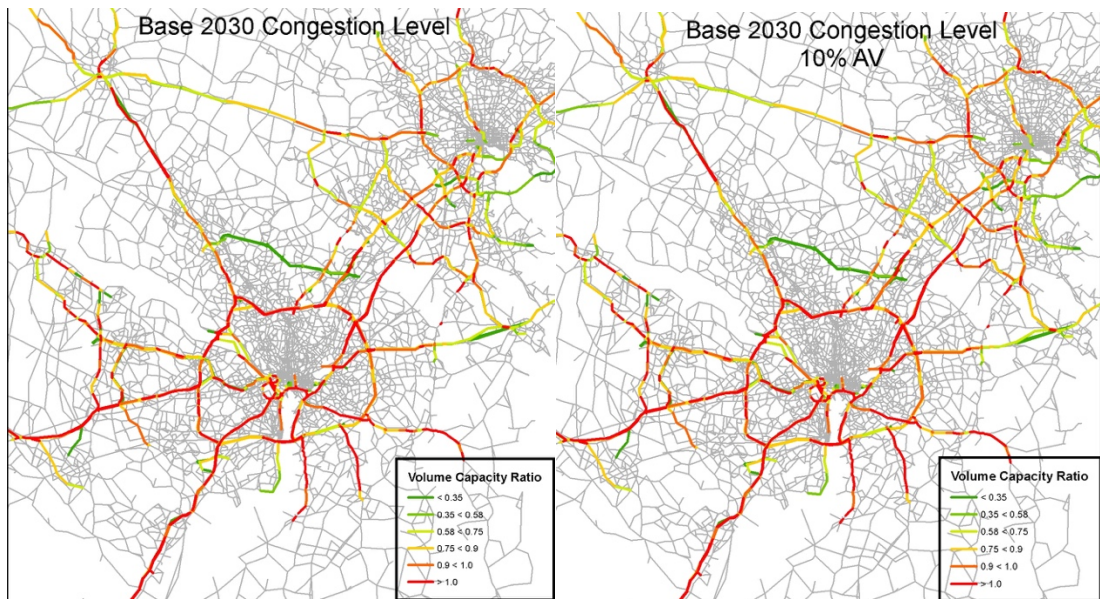 Base 2030 Congestion Level
Volume Capacity Ratio
< 0.35
0.35 < 0.58
0.58 < 0.75
0.75 < 0.9
0.9 < 1.0
> 1.0
Base 2030 Congestion Level
10% AV
Volume Capacity Ratio
< 0.35
0.35 < 0.58
0.58 < 0.75
0.75 < 0.9
0.9 < 1.0
> 1.0